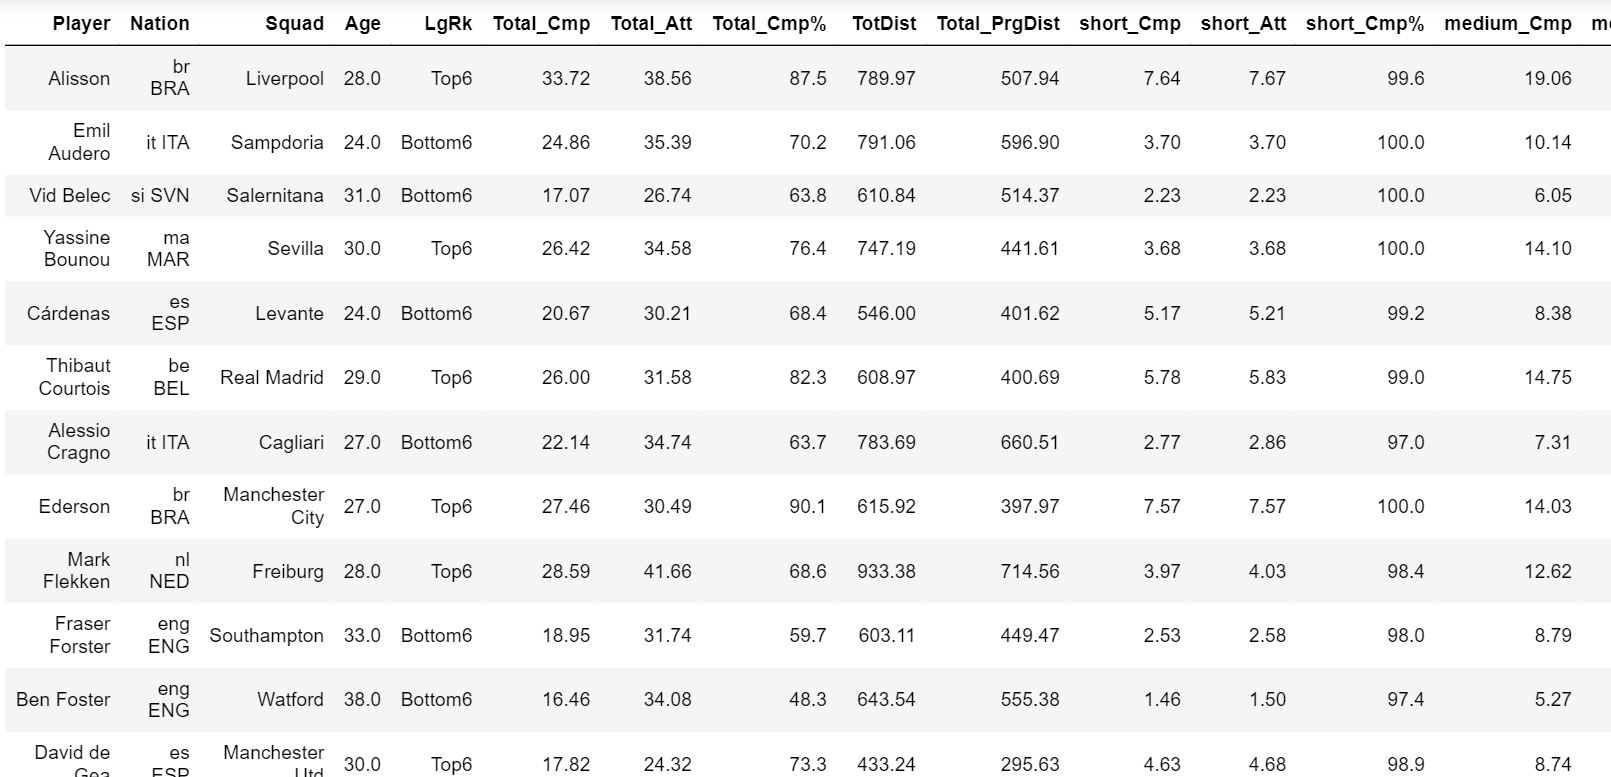 Player Nation Squad Age LgRk Total_Cmp Total_Att Total_Cmp% TotDist Total_PrgDist short_Cmp short_Att short_Cmp% medium_Cmp
Alisson br BRA Liverpool 28.0 Top6 33.72 38.56 87.5 789.97 507.94 7.64 7.67 99.6 19.06
Emil Audero it ITA Sampdoria 24.0 Bottom6 24.86 35.39 70.2 791.06 596.90 3.70 3.70 100.0 10.14
Vid Belec si SVN Salernitana 31.0 Bottom6 17.07 26.74 63.8 610.84 514.37 2.23 2.23 100.0 6.05
Yassine Bounou ma MAR Sevilla 30.0 Top6 26.42 34.58 76.4 747.19 441.61 3.68 3.68 100.0 14.10
Cárdenas es ESP Levante 24.0 Bottom6 20.67 30.21 68.4 546.00 401.62 5.17 5.21 99.2 8.38
Thibaut Courtois be BEL Real Madrid 29.0 Top6 26.00 31.58 82.3 608.97 400.69 5.78 5.83 99.0 14.75
Alessio Cragno it ITA Cagliari 27.0 Bottom6 22.14 34.74 63.7 783.69 660.51 2.77 2.86 97.0 7.31
Ederson br BRA Manchester City 27.0 Top6 27.46 30.49 90.1 615.92 397.97 7.57 7.57 100.0 14.03
Mark Flekken nl NED Freiburg 28.0 Top6 28.59 41.66 68.6 933.38 714.56 3.97 4.03 98.4 12.62
Fraser Forster eng ENG Southampton 33.0 Bottom6 18.95 31.74 59.7 603.11 449.47 2.53 2.58 98.0 8.79
Ben Foster eng ENG Watford 38.0 Bottom6 16.46 34.08 48.3 643.54 555.38 1.46 1.50 97.4 5.27
David de Gea es ESP Manchester Utd 30.0 Top6 17.82 24.32 73.3 433.24 295.63 4.63 4.68 98.9 8.74